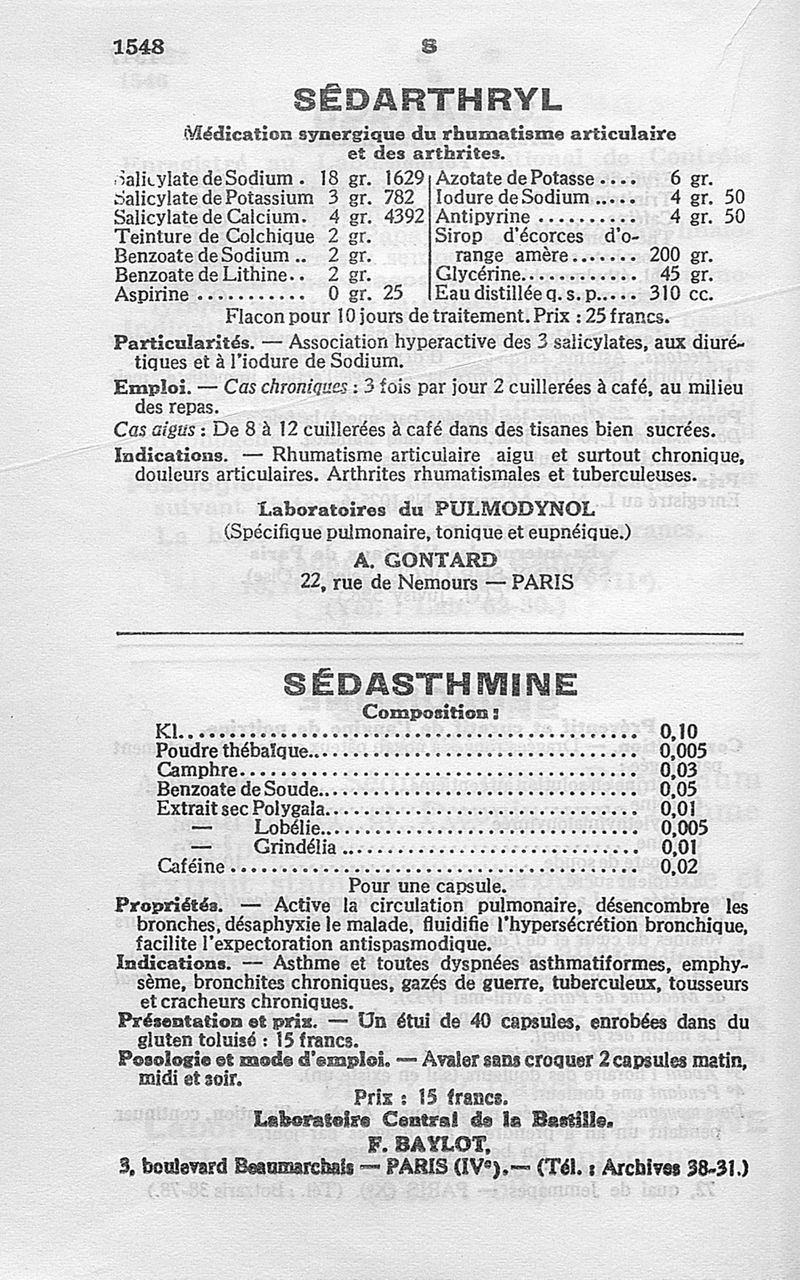 1548
S
SÉDARTHRYL
Médication synergique du rhumatisme articulaire
et des arthrites.
Salicylate de Sodium . 18 gr. 1629
Salicylate de Potassium 3 gr. 782
Salicylate de Calcium. 4 gr. 4392
Teinture de Colchique 2 gr.
Benzoate de Sodium .. 2 gr.
Benzoate de Lithine.. 2 gr.
Aspirine ........... 0 gr. 25
Azotate de Potasse .... 6 gr.
Iodure de Sodium ..... 4 gr. 50
Antipyrine .......... 4 gr. 50
Sirop d'écorces d'o-
range amère....... 200 gr.
Glycérine............ 45 gr.
Eau distillée q. s. p..... 310 cc.
Flacon pour 10 jours de traitement. Prix : 25 francs.
Particularités. — Association hyperactive des 3 salicylates, aux diuré-
tiques et à l'iodure de Sodium.
Emploi. — Cas chroniques : 3 fois par jour 2 cuillerées à café, au milieu
des repas.
Cas aigus : De 8 à 12 cuillerées à café dans des tisanes bien sucrées.
Indications. — Rhumatisme articulaire aigu et surtout chronique,
douleurs articulaires. Arthrites rhumatismales et tuberculeuses.
Laboratoires du PULMODYNOL
(Spécifique pulmonaire, tonique et eupnéique.)
A. GONTARD
22, rue de Nemours — PARIS
SÉDASTHMINE
Composition :
KI.......................................... 0,10
Poudre thébaïque.................................. 0,005
Camphre........................................ 0,03
Benzoate de Soude................................ 0,05
Extrait sec Polygala................................ 0,01
— Lobélie................................ 0,005
— Grindélia .............................. 0,01
Caféine ......................................... 0,02
Pour une capsule.
Propriétés. — Active la circulation pulmonaire, désencombre les
bronches, désaphyxie le malade, fluidifie l'hypersécrétion bronchique,
facilite l'expectoration antispasmodique.
Indications. — Asthme et toutes dyspnées asthmatiformes, emphy-
sème, bronchites chroniques, gazés de guerre, tuberculeux, tousseurs
et cracheurs chroniques.
Présentation et prix. — Un étui de 40 capsules, enrobées dans du
gluten toluisé : 15 francs.
Posologie et mode d'emploi. — Avaler sans croquer 2 capsules matin,
midi et soir.
Prix : 15 francs.
Laboratoire Central de la Bastille.
F. BAYLOT,
3, boulevard Beaumarchais — PARIS (IVe). — (Tél. : Archives 38-31.)